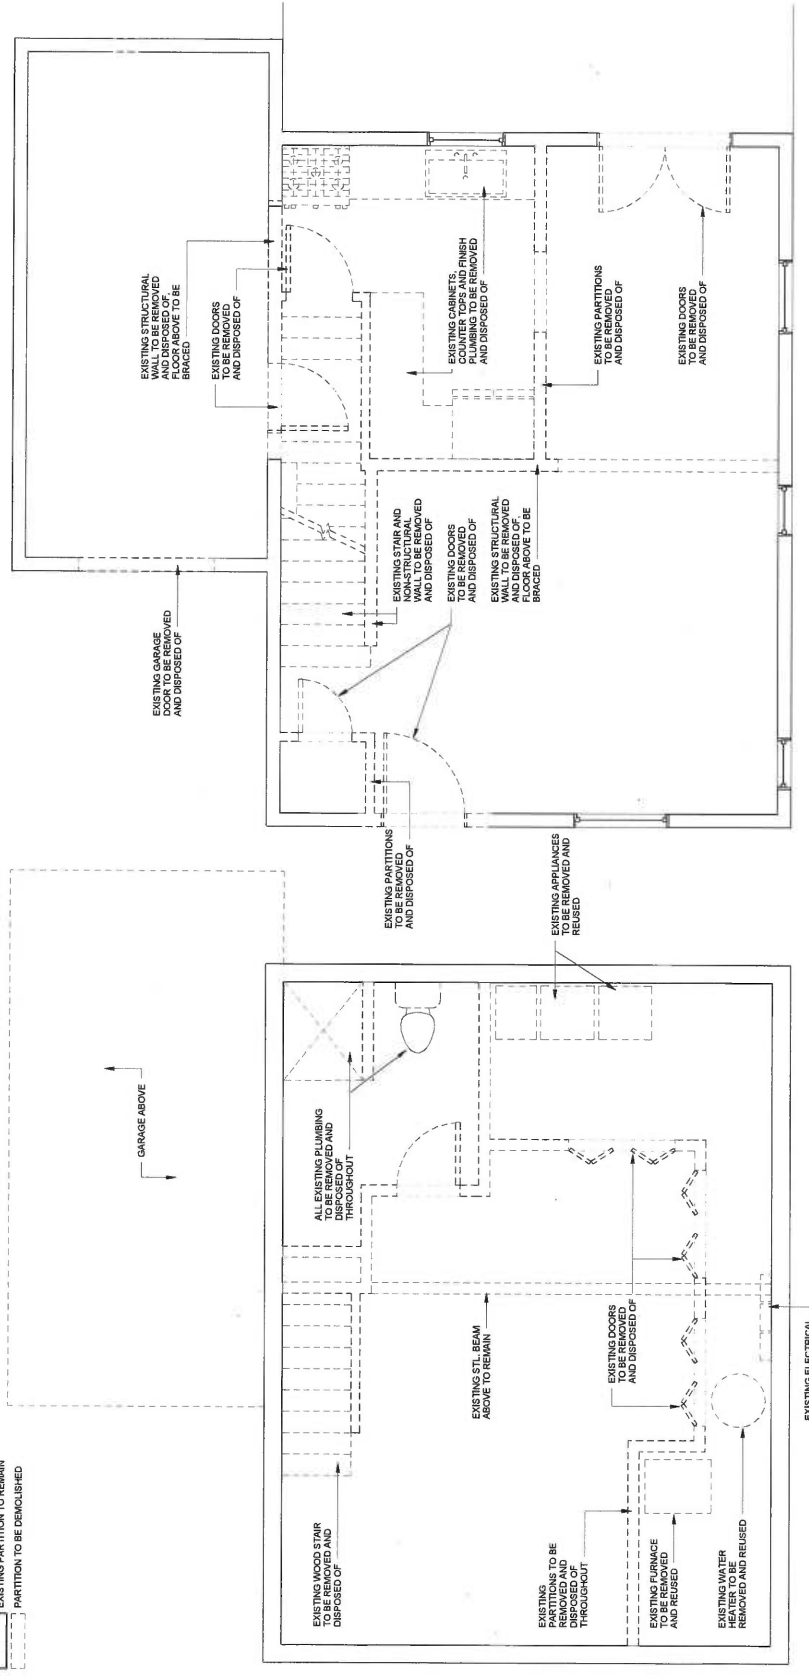 EXISTING PARTITION TO REMAIN
PARTITION TO BE DEMOLISHED
GARAGE ABOVE
EXISTING WOOD STAIR
TO BE REMOVED AND
DISPOSED OF
ALL EXISTING PLUMBING
TO BE REMOVED AND
DISPOSED OF
THROUGHOUT
EXISTING STL. BEAM
ABOVE TO REMAIN
EXISTING APPLIANCES
TO BE REMOVED AND
REUSED
EXISTING
PARTITIONS TO BE
REMOVED AND
DISPOSED OF
THROUGHOUT
EXISTING DOORS
TO BE REMOVED
AND DISPOSED OF
EXISTING FURNACE
TO BE REMOVED
AND REUSED
EXISTING WATER
HEATER TO BE
REMOVED AND REUSED
EXISTING ELECTRICAL
EXISTING GARAGE
DOOR TO BE REMOVED
AND DISPOSED OF
EXISTING STRUCTURAL
WALL TO BE REMOVED
AND DISPOSED OF.
FLOOR ABOVE TO BE
BRACED
EXISTING DOORS
TO BE REMOVED
AND DISPOSED OF
EXISTING PARTITIONS
TO BE REMOVED
AND DISPOSED OF
EXISTING STAIR AND
NON-STRUCTURAL
WALL TO BE REMOVED
AND DISPOSED OF
EXISTING DOORS
TO BE REMOVED
AND DISPOSED OF
EXISTING STRUCTURAL
WALL TO BE REMOVED
AND DISPOSED OF.
FLOOR ABOVE TO BE
BRACED
EXISTING CABINETS,
COUNTER TOPS AND FINISH
PLUMBING TO BE REMOVED
AND DISPOSED OF
EXISTING PARTITIONS
TO BE REMOVED
AND DISPOSED OF
EXISTING DOORS
TO BE REMOVED
AND DISPOSED OF